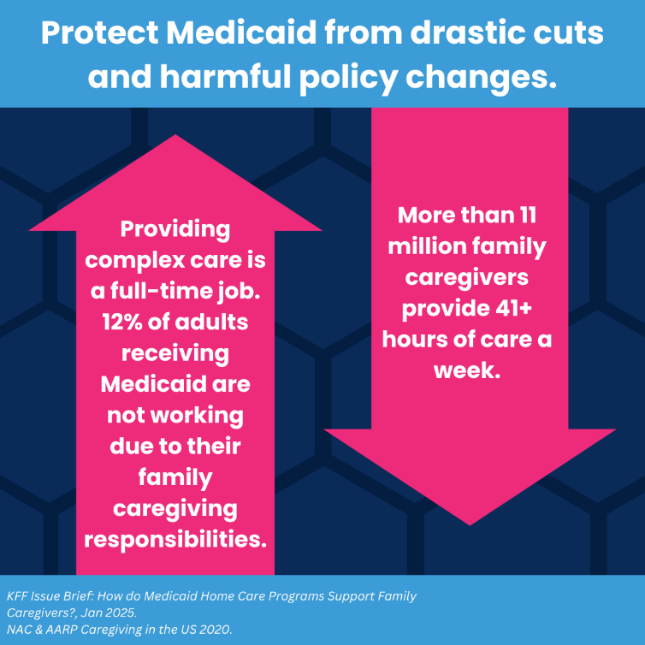 Protect Medicaid from drastic cuts
and harmful policy changes.
Providing
complex care is
a full-time job.
12% of adults
receiving
Medicaid are
not working
due to their
family
caregiving
responsibilities.
More than 11
million family
caregivers
provide 41+
hours of care a
week.
KFF Issue Brief: How do Medicaid Home Care Programs Support Family
Caregivers?, Jan 2025.
NAC & AARP Caregiving in the US 2020.